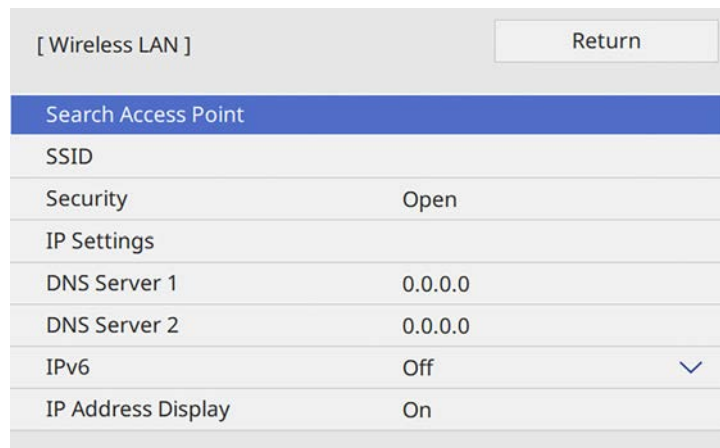 [ Wireless LAN ] Return
Search Access Point
SSID
Security Open
IP Settings
DNS Server 1 0.0.0.0
DNS Server 2 0.0.0.0
IPv6 Off
IP Address Display On